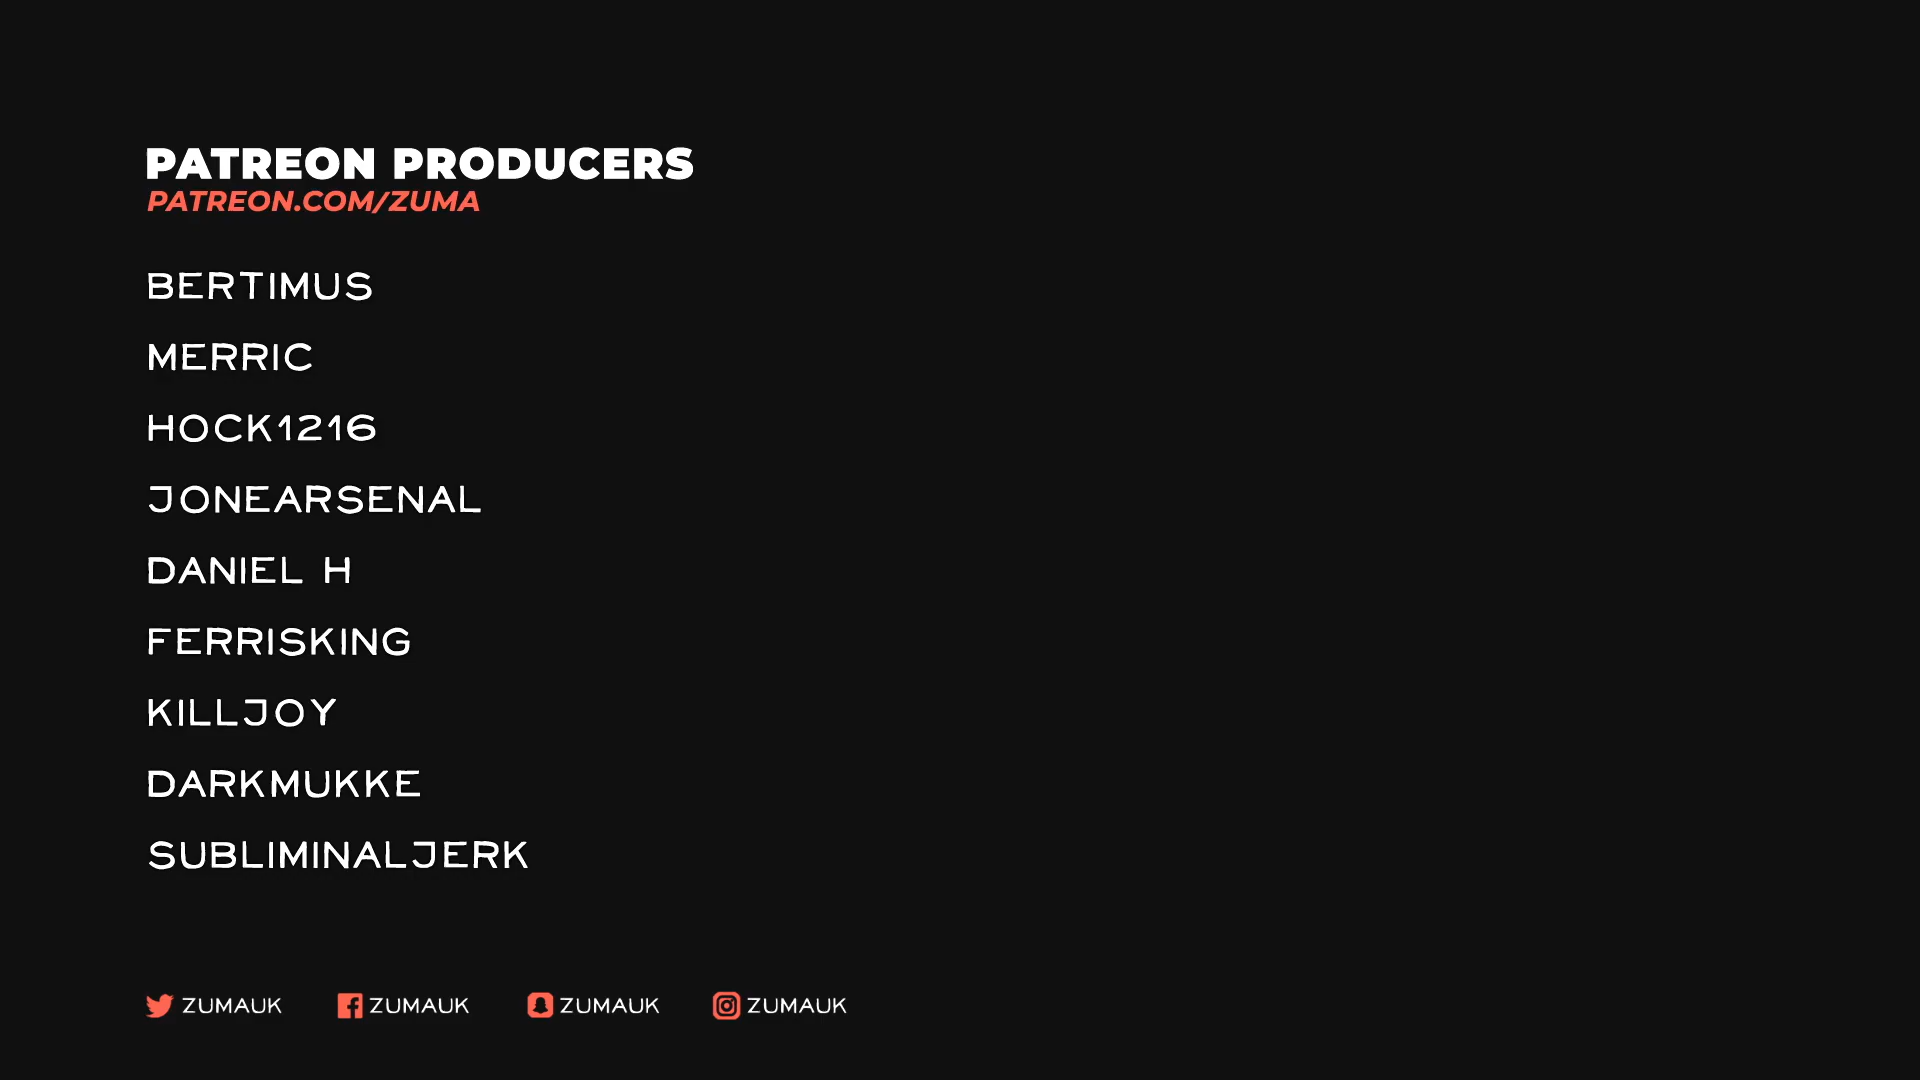 PATREON PRODUCERS
PATREON.COM/ZUMA
BERTIMUS
MERRIC
HOCK1216
JONEARSENAL
DANIEL H
FERRISKING
KILLJOY
DARKMUKKE
SUBLIMINALJERK
ZUMAUK ZUMAUK ZUMAUK ZUMAUK